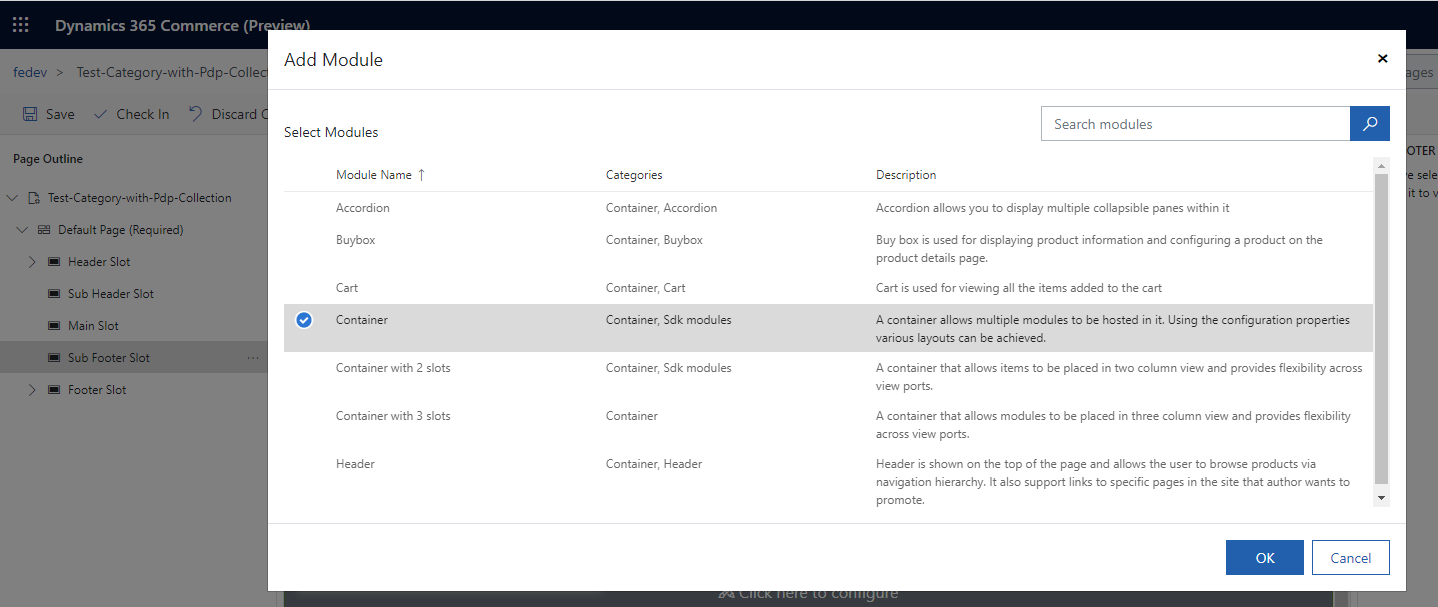 Dynamics 365 Commerce (Preview)
fedev > Test-Category-with-Pdp-Collect
ages
Save Check In Discard C
Page Outline
Test-Category-with-Pdp-Collection
Default Page (Required)
Header Slot
Sub Header Slot
Main Slot
Sub Footer Slot ...
Footer Slot
Add Module
Select Modules
Search modules
Module Name ↑ Categories Description
Accordion Container, Accordion Accordion allows you to display multiple collapsible panes within it
Buybox Container, Buybox Buy box is used for displaying product information and configuring a product on the
product details page.
Cart Container, Cart Cart is used for viewing all the items added to the cart
Container Container, Sdk modules A container allows multiple modules to be hosted in it. Using the configuration properties
various layouts can be achieved.
Container with 2 slots Container, Sdk modules A container that allows items to be placed in two column view and provides flexibility across
view ports.
Container with 3 slots Container A container that allows modules to be placed in three column view and provides flexibility
across view ports.
Header Container, Header Header is shown on the top of the page and allows the user to browse products via
navigation hierarchy. It also support links to specific pages in the site that author wants to
promote.
OK Cancel
OOTER
e sele
it to v
Click here to configure